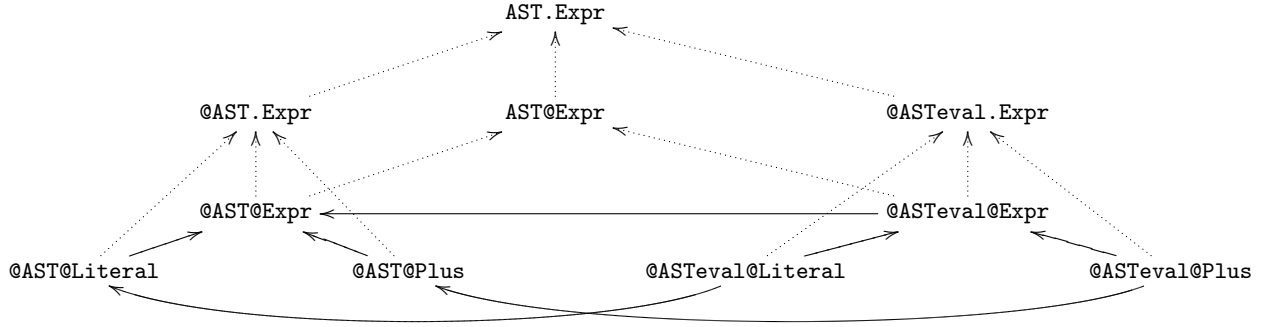 AST.Expr
@AST.Expr AST@Expr @ASTeval.Expr
@AST@Expr @ASTeval@Expr
@AST@Literal @AST@Plus @ASTeval@Literal @ASTeval@Plus